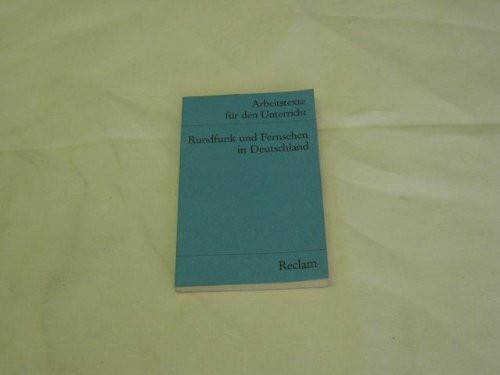 Arbeitstexte
für den Unterricht
Rundfunk und Fernsehen
in Deutschland
Reclam